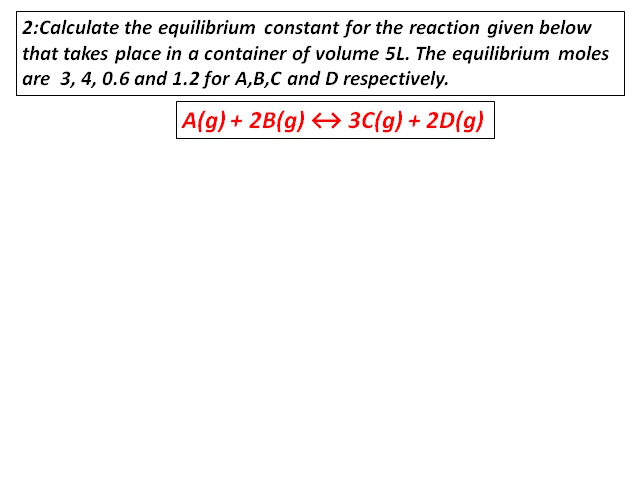 2:Calculate the equilibrium constant for the reaction given below
that takes place in a container of volume 5L. The equilibrium moles
are 3, 4, 0.6 and 1.2 for A,B,C and D respectively.
A(g) + 2B(g) ↔ 3C(g) + 2D(g)